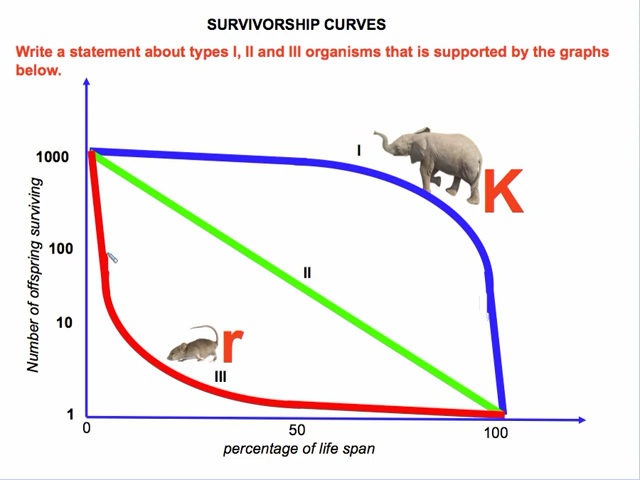 SURVIVORSHIP CURVES
Write a statement about types I, II and III organisms that is supported by the graphs
below.
I
1000
K
Number of offspring surviving
100
II
10
r
III
1
0
50
100
percentage of life span